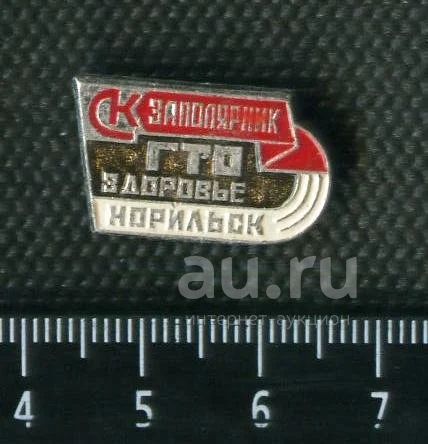 СК ЗАПОЛЯРНИК
ГТО
ЗДОРОВЬЕ
НОРИЛЬСК
au.ru
интернет-аукцион
4 5 6 7